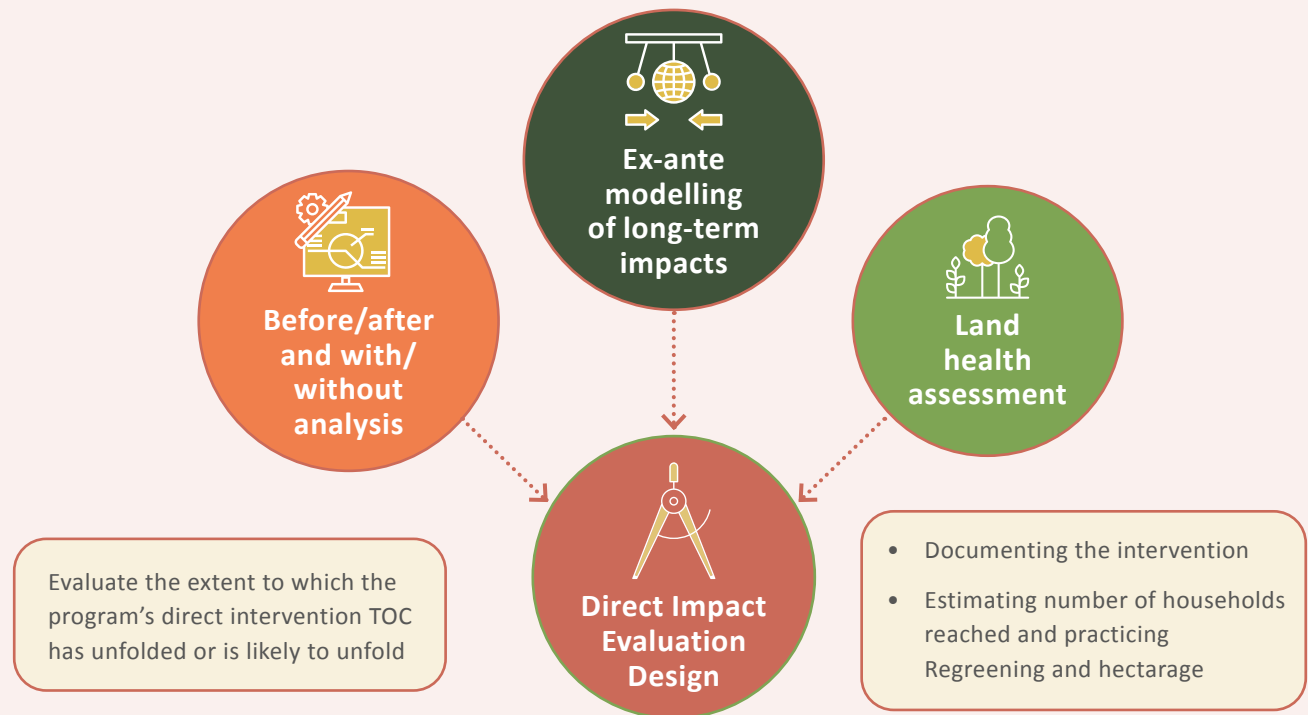 Ex-ante
modelling
of long-term
impacts
Before/after
and with/
without
analysis
Land
health
assessment
Direct Impact
Evaluation
Design
Evaluate the extent to which the
program’s direct intervention TOC
has unfolded or is likely to unfold
• Documenting the intervention
• Estimating number of households
reached and practicing
Regreening and hectarage